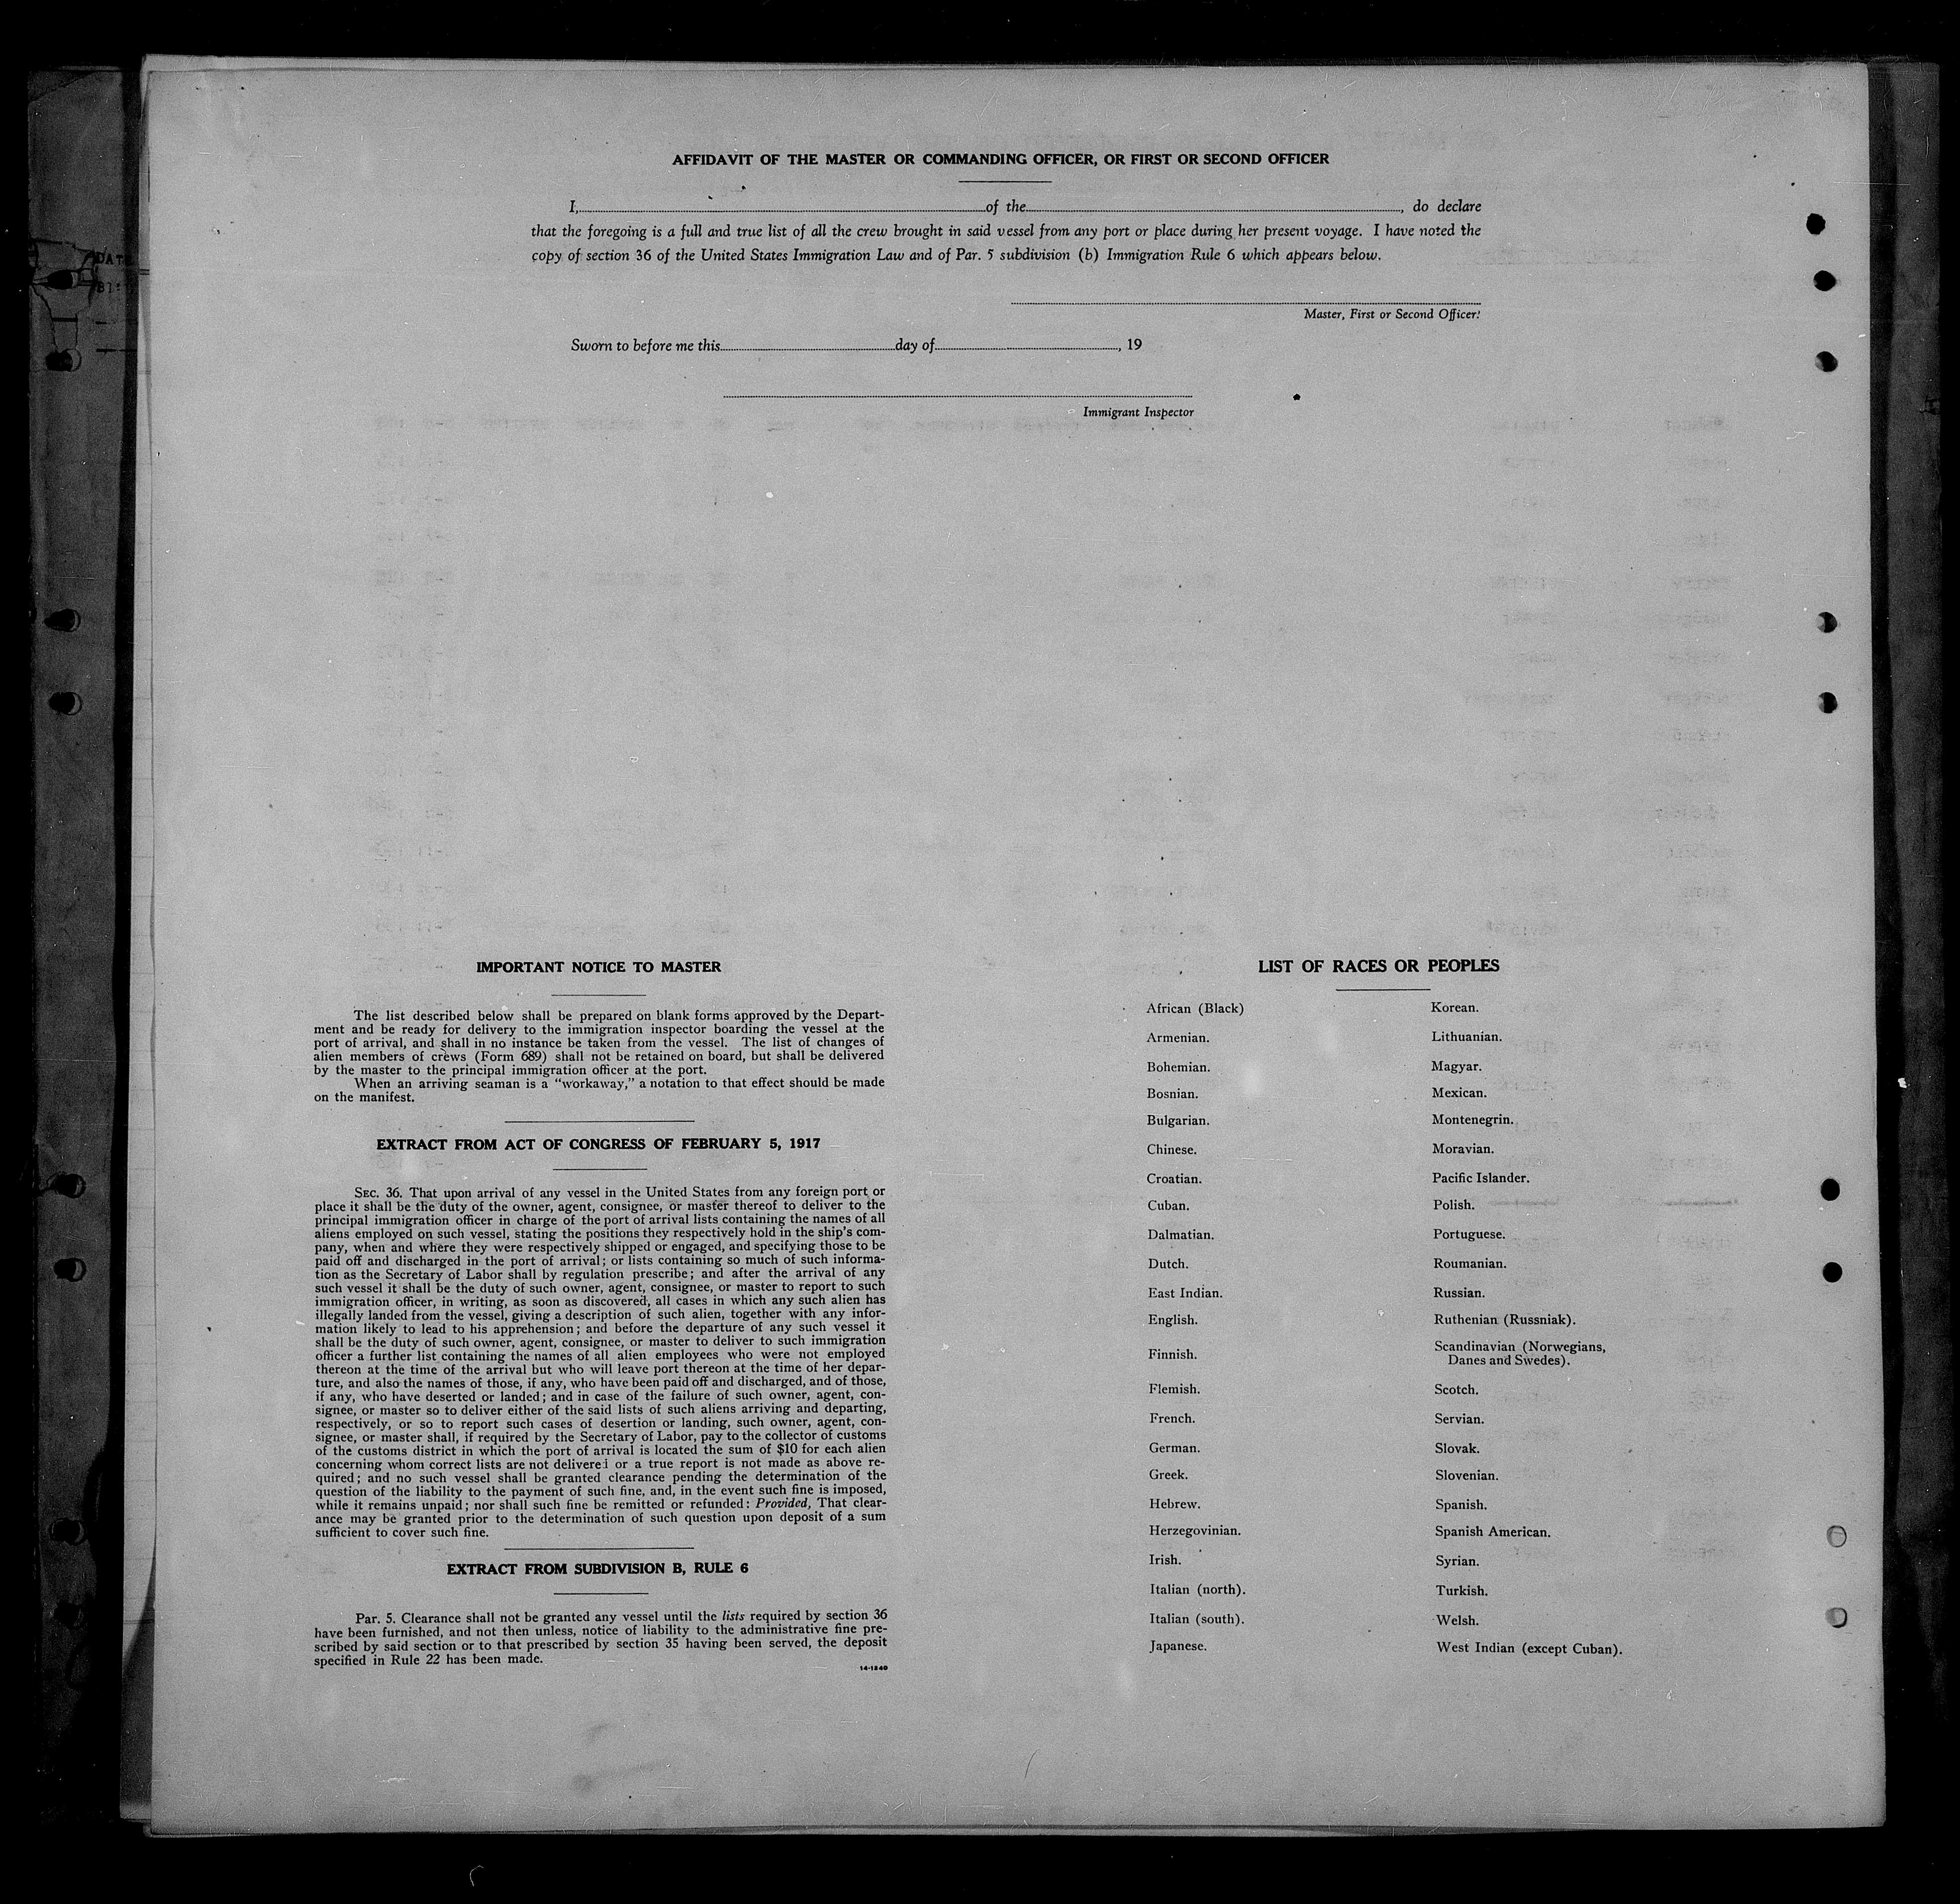 AFFIDAVIT OF THE MASTER OR COMMANDING OFFICER, OR FIRST OR SECOND OFFICER
I, of the , do declare
that the foregoing is a full and true list of all the crew brought in said vessel from any port or place during her present voyage. I have noted the
copy of section 36 of the United States Immigration Law and of Par. 5 subdivision (b) Immigration Rule 6 which appears below.
Master, First or Second Officer.
Sworn to before me this day of , 19
Immigrant Inspector
IMPORTANT NOTICE TO MASTER
The list described below shall be prepared on blank forms approved by the Depart-
ment and be ready for delivery to the immigration inspector boarding the vessel at the
port of arrival, and shall in no instance be taken from the vessel. The list of changes of
alien members of crews (Form 689) shall not be retained on board, but shall be delivered
by the master to the principal immigration officer at the port.
When an arriving seaman is a “workaway,” a notation to that effect should be made
on the manifest.
EXTRACT FROM ACT OF CONGRESS OF FEBRUARY 5, 1917
SEC. 36. That upon arrival of any vessel in the United States from any foreign port or
place it shall be the duty of the owner, agent, consignee, or master thereof to deliver to the
principal immigration officer in charge of the port of arrival lists containing the names of all
aliens employed on such vessel, stating the positions they respectively hold in the ship's com-
pany, when and where they were respectively shipped or engaged, and specifying those to be
paid off and discharged in the port of arrival; or lists containing so much of such informa-
tion as the Secretary of Labor shall by regulation prescribe; and after the arrival of any
such vessel it shall be the duty of such owner, agent, consignee, or master to report to such
immigration officer, in writing, as soon as discovered, all cases in which any such alien has
illegally landed from the vessel, giving a description of such alien, together with any infor-
mation likely to lead to his apprehension; and before the departure of any such vessel it
shall be the duty of such owner, agent, consignee, or master to deliver to such immigration
officer a further list containing the names of all alien employees who were not employed
thereon at the time of the arrival but who will leave port thereon at the time of her depar-
ture, and also the names of those, if any, who have been paid off and discharged, and of those,
if any, who have deserted or landed; and in case of the failure of such owner, agent, con-
signee, or master so to deliver either of the said lists of such aliens arriving and departing,
respectively, or so to report such cases of desertion or landing, such owner, agent, con-
signee, or master shall, if required by the Secretary of Labor, pay to the collector of customs
of the customs district in which the port of arrival is located the sum of $10 for each alien
concerning whom correct lists are not delivered or a true report is not made as above re-
quired; and no such vessel shall be granted clearance pending the determination of the
question of the liability to the payment of such fine, and, in the event such fine is imposed,
while it remains unpaid; nor shall such fine be remitted or refunded: Provided, That clear-
ance may be granted prior to the determination of such question upon deposit of a sum
sufficient to cover such fine.
EXTRACT FROM SUBDIVISION B, RULE 6
Par. 5. Clearance shall not be granted any vessel until the lists required by section 36
have been furnished, and not then unless, notice of liability to the administrative fine pre-
scribed by said section or to that prescribed by section 35 having been served, the deposit
specified in Rule 22 has been made.
14-1240
LIST OF RACES OR PEOPLES
African (Black)
Armenian.
Bohemian.
Bosnian.
Bulgarian.
Chinese.
Croatian.
Cuban.
Dalmatian.
Dutch.
East Indian.
English.
Finnish.
Flemish.
French.
German.
Greek.
Hebrew.
Herzegovinian.
Irish.
Italian (north).
Italian (south).
Japanese.
Korean.
Lithuanian.
Magyar.
Mexican.
Montenegrin.
Moravian.
Pacific Islander.
Polish.
Portuguese.
Roumanian.
Russian.
Ruthenian (Russniak).
Scandinavian (Norwegians,
Danes and Swedes).
Scotch.
Servian.
Slovak.
Slovenian.
Spanish.
Spanish American.
Syrian.
Turkish.
Welsh.
West Indian (except Cuban).